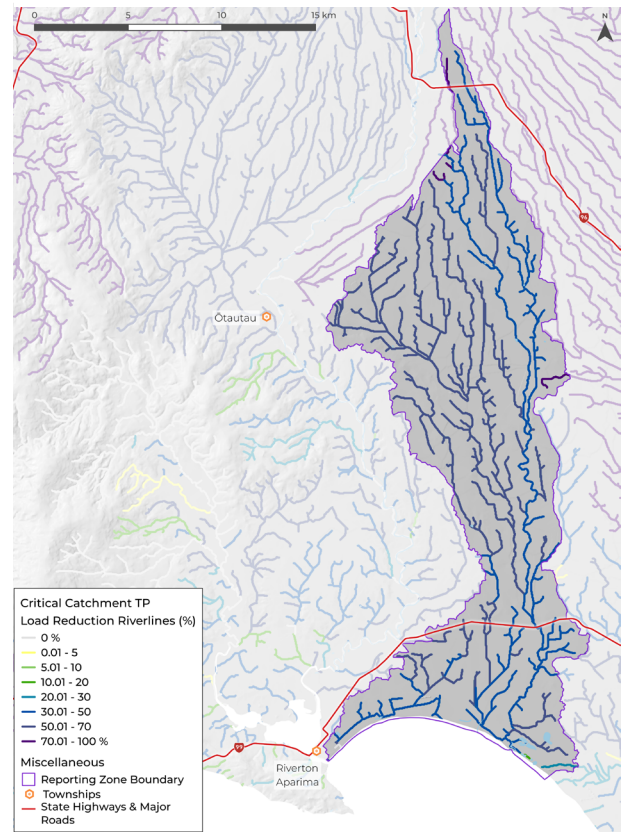 0 5 10 15 km
N
96
Ōtautau
Critical Catchment TP
Load Reduction Riverlines (%)
0 %
0.01 - 5
5.01 - 10
10.01 - 20
20.01 - 30
30.01 - 50
50.01 - 70
70.01 - 100 %
Miscellaneous
Reporting Zone Boundary
Townships
State Highways & Major
Roads
Riverton
Aparima